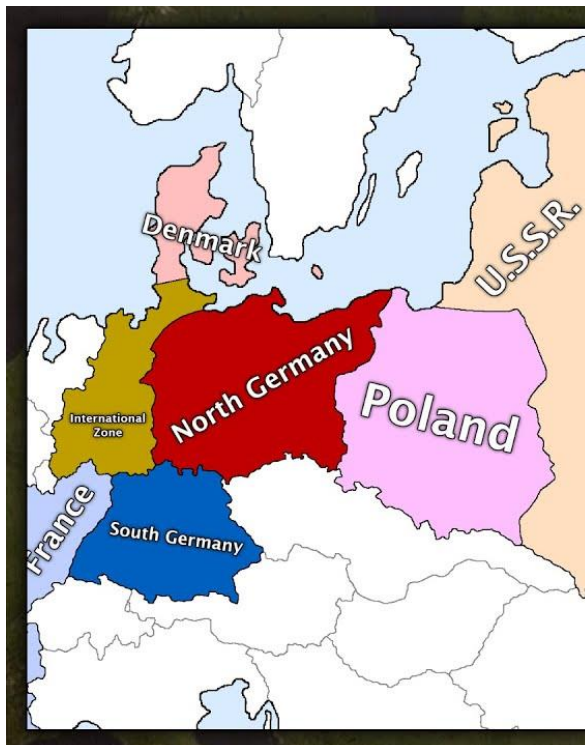 Denmark
U.S.S.R.
North Germany
Poland
International
Zone
France
South Germany